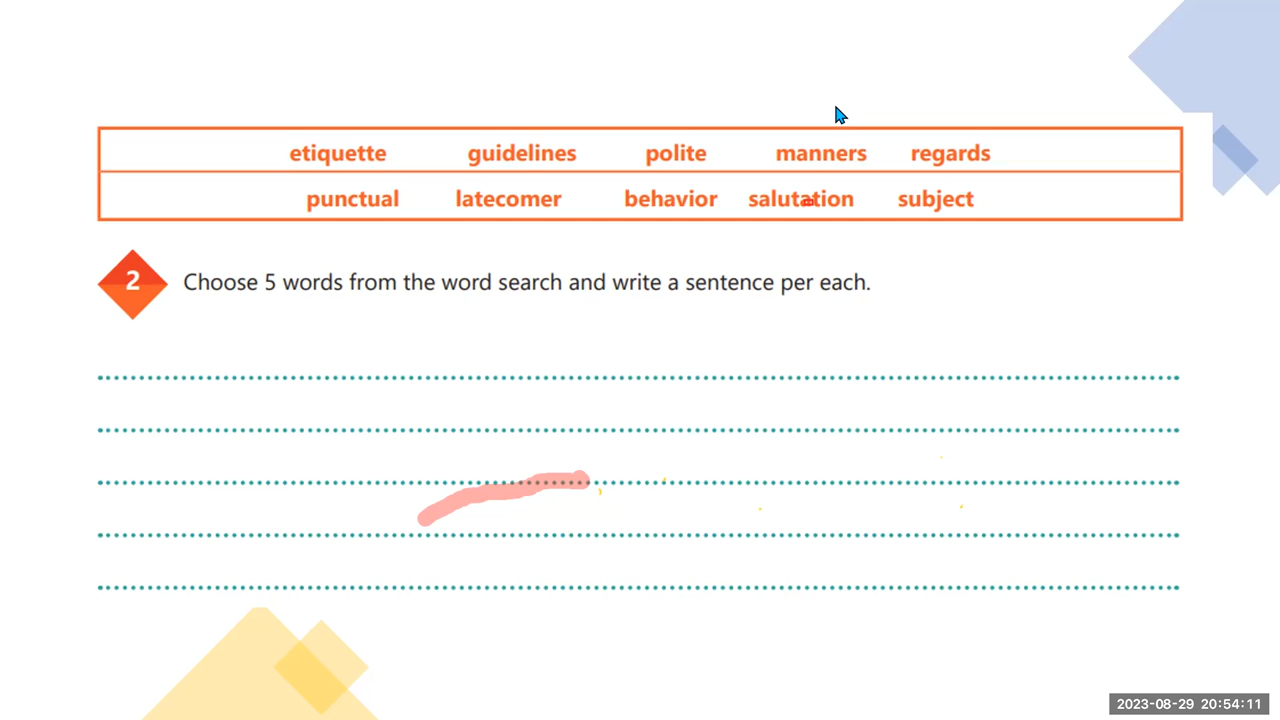 etiquette guidelines polite manners regards
punctual latecomer behavior salutation subject
2 Choose 5 words from the word search and write a sentence per each.
2023-08-29 20:54:11